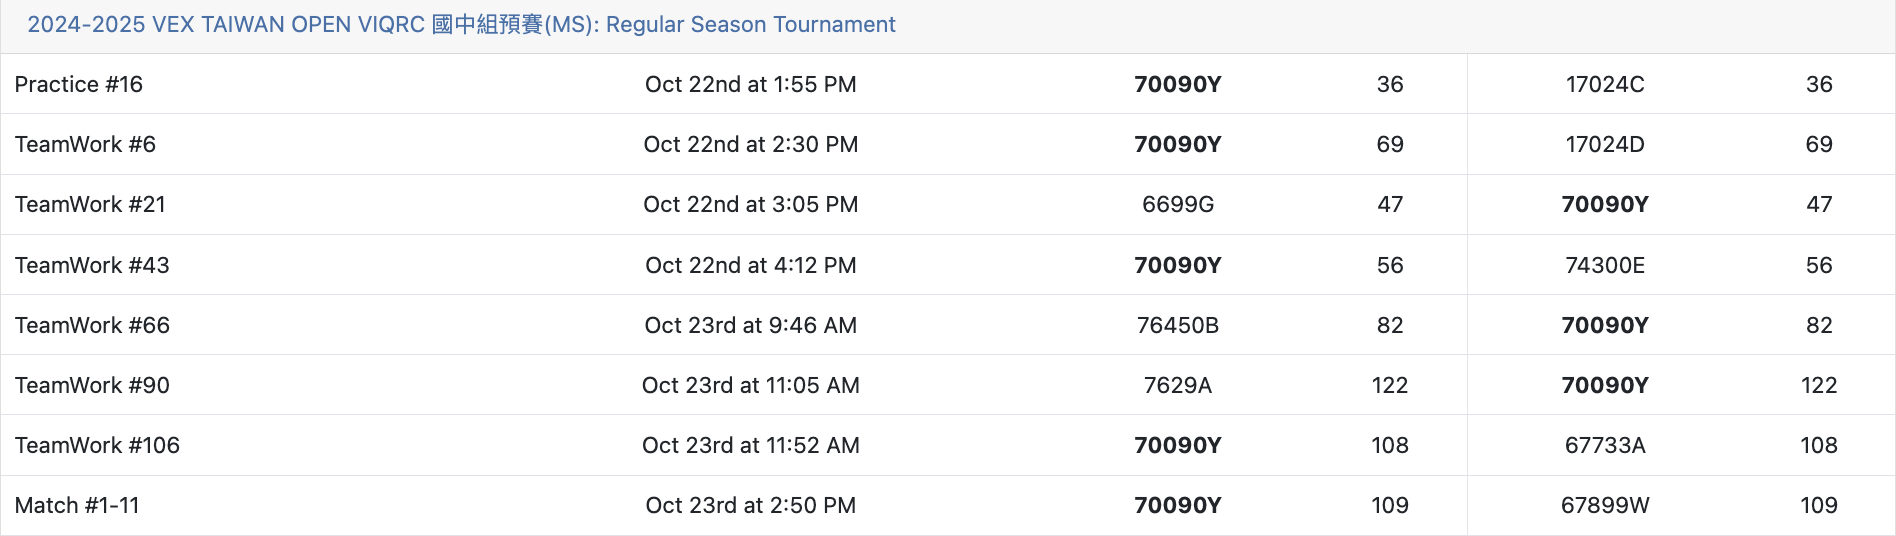 2024-2025 VEX TAIWAN OPEN VIQRC 國中組預賽(MS): Regular Season Tournament
Practice #16 Oct 22nd at 1:55 PM 70090Y 36 17024C 36
TeamWork #6 Oct 22nd at 2:30 PM 70090Y 69 17024D 69
TeamWork #21 Oct 22nd at 3:05 PM 6699G 47 70090Y 47
TeamWork #43 Oct 22nd at 4:12 PM 70090Y 56 74300E 56
TeamWork #66 Oct 23rd at 9:46 AM 76450B 82 70090Y 82
TeamWork #90 Oct 23rd at 11:05 AM 7629A 122 70090Y 122
TeamWork #106 Oct 23rd at 11:52 AM 70090Y 108 67733A 108
Match #1-11 Oct 23rd at 2:50 PM 70090Y 109 67899W 109